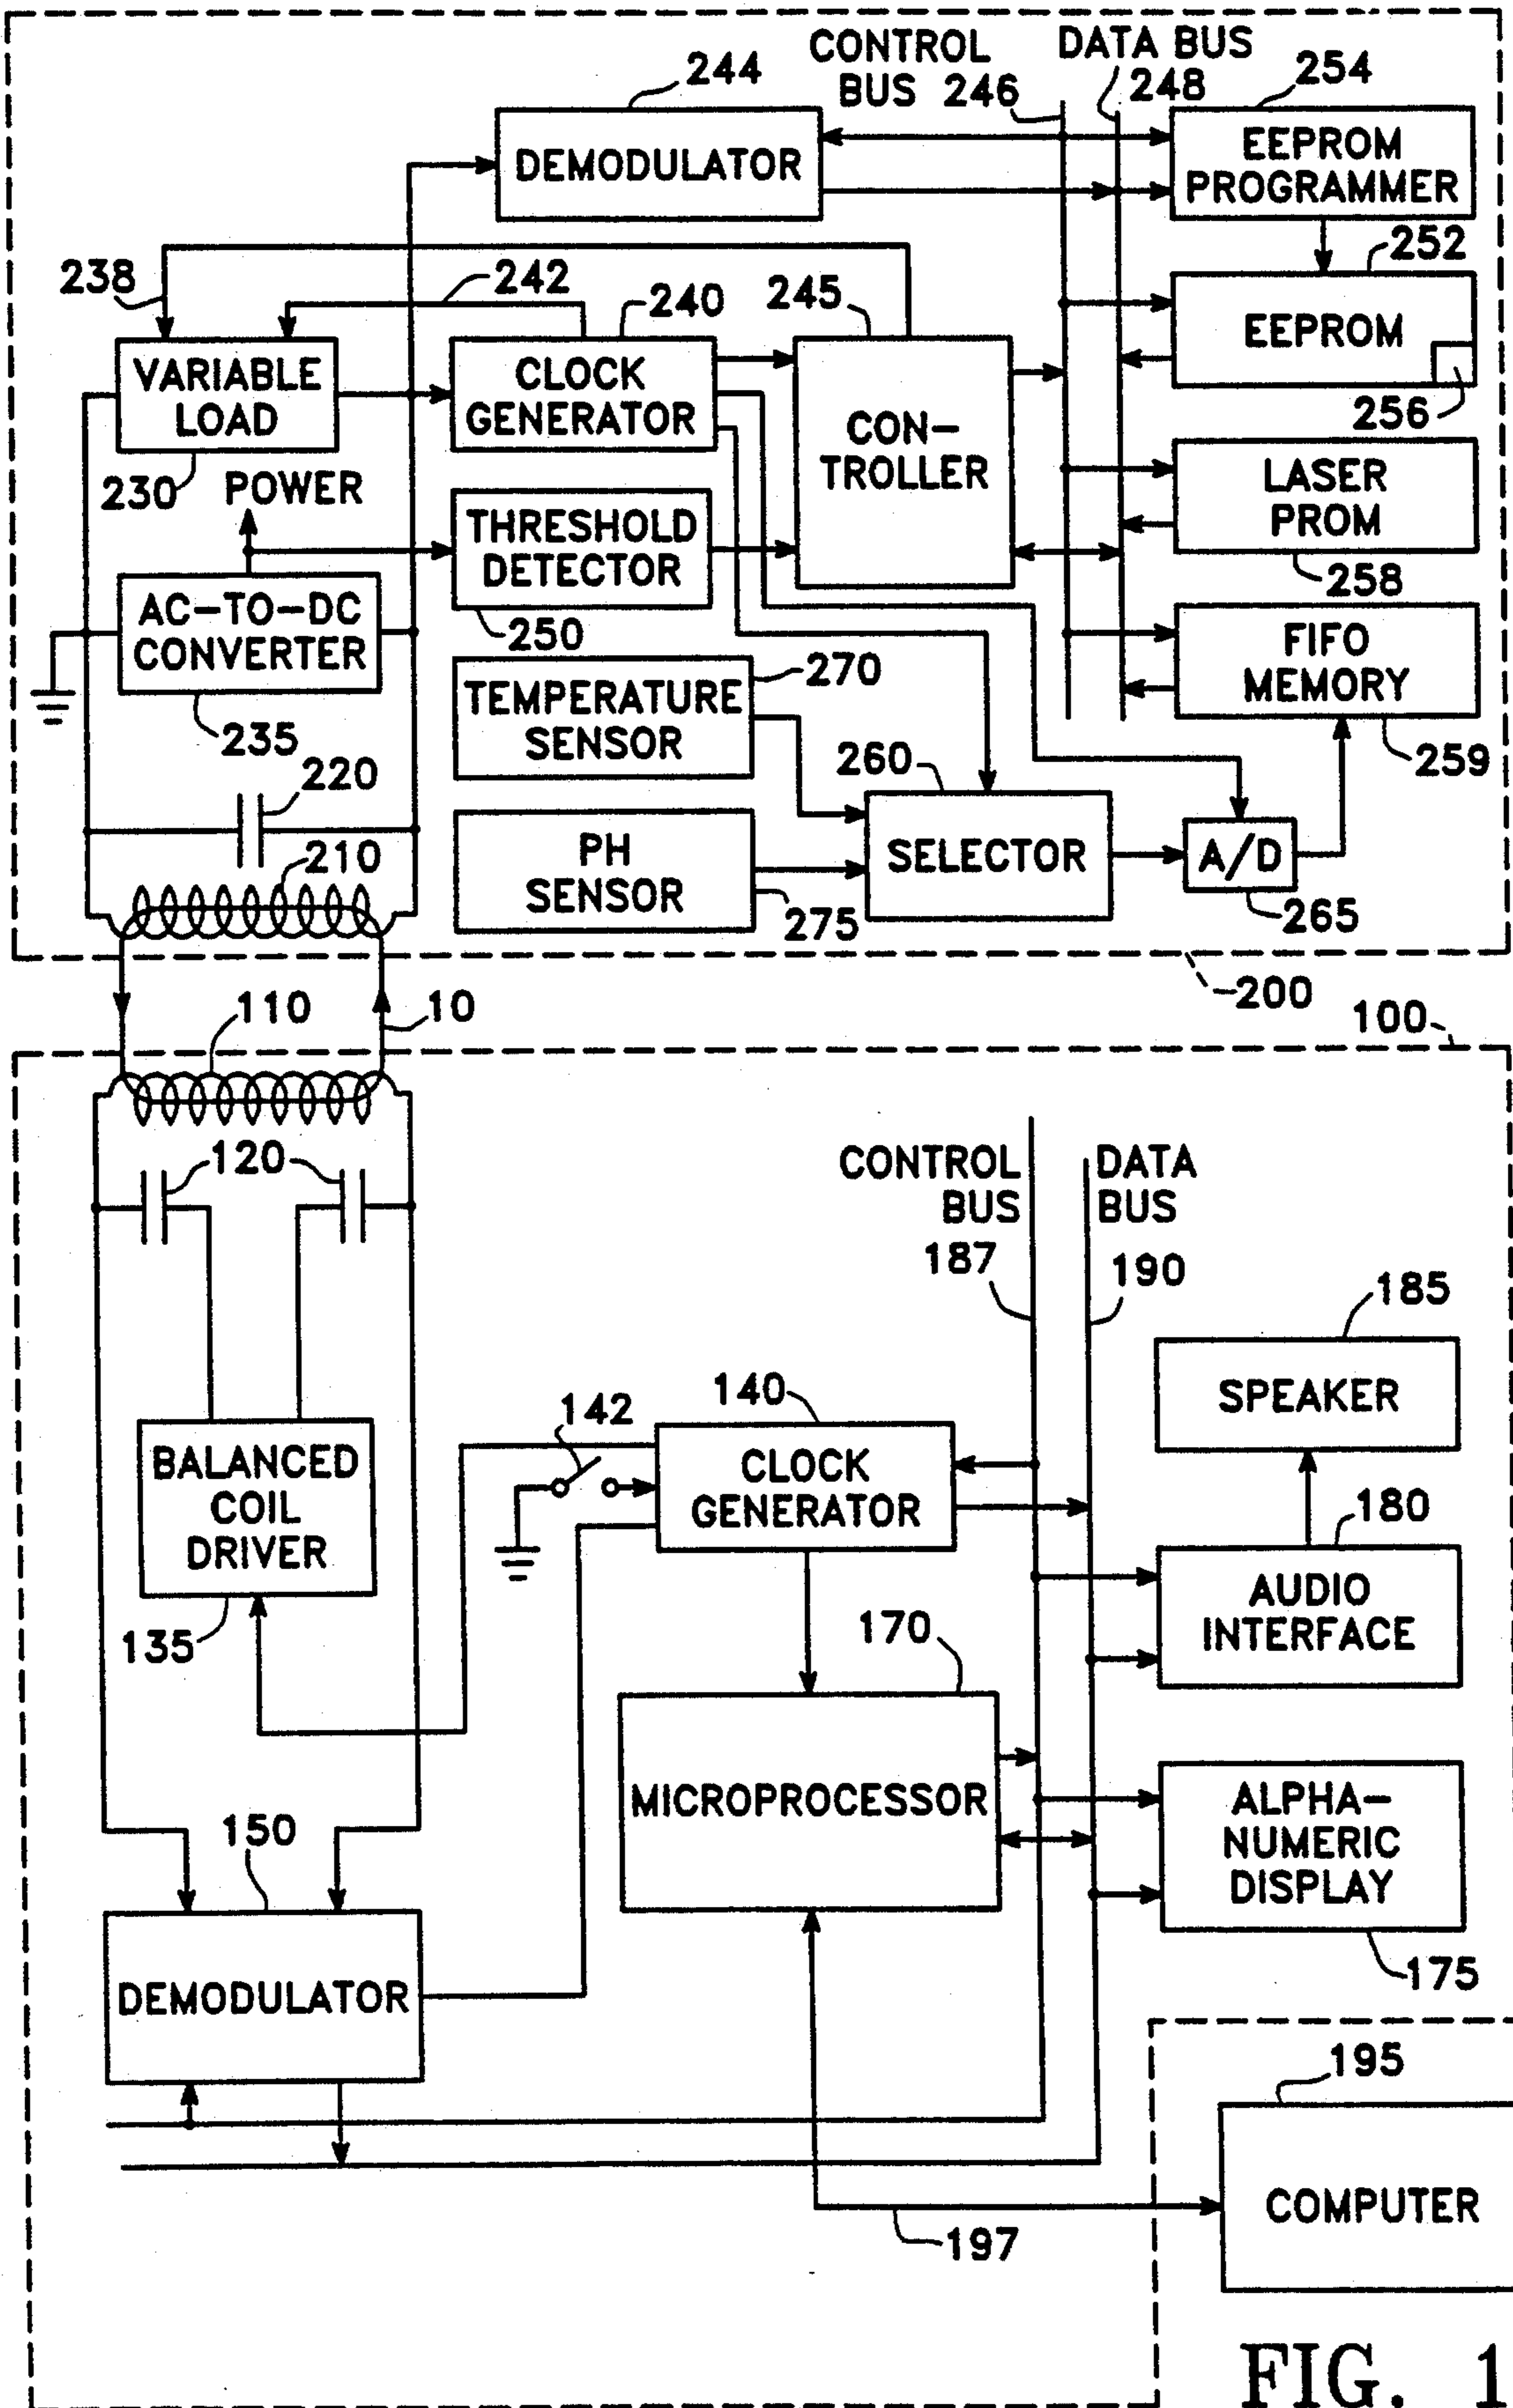 CONTROL
BUS 246
DATA BUS
248
244
254
DEMODULATOR
EEPROM
PROGRAMMER
238
242
240
245
252
VARIABLE
LOAD
CLOCK
GENERATOR
CON-
TROLLER
EEPROM
256
230
POWER
THRESHOLD
DETECTOR
LASER
PROM
258
AC-TO-DC
CONVERTER
250
235
270
TEMPERATURE
SENSOR
FIFO
MEMORY
259
220
260
210
PH
SENSOR
275
SELECTOR
A/D
265
200
110
10
100
120
CONTROL
BUS
187
DATA
BUS
190
185
SPEAKER
142
140
BALANCED
COIL
DRIVER
135
CLOCK
GENERATOR
180
AUDIO
INTERFACE
170
MICROPROCESSOR
ALPHA-
NUMERIC
DISPLAY
175
150
DEMODULATOR
195
COMPUTER
197
FIG. 1